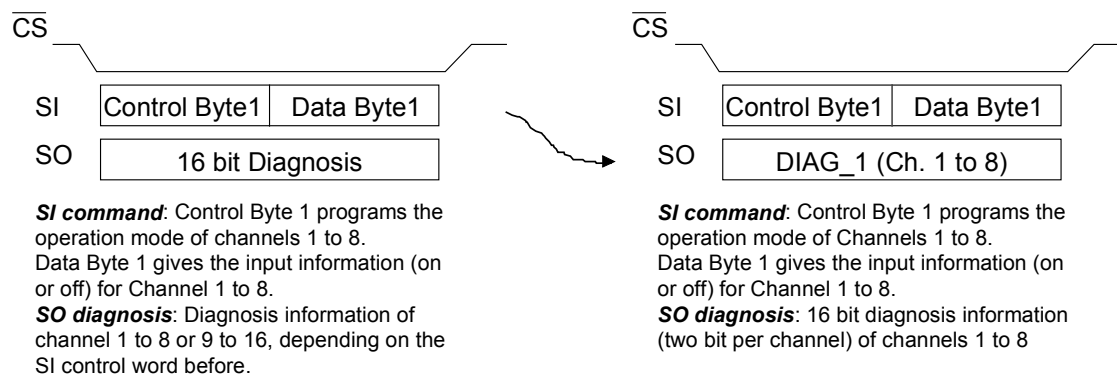 CS CS
SI Control Byte1 Data Byte1 SI Control Byte1 Data Byte1
SO 16 bit Diagnosis SO DIAG_1 (Ch. 1 to 8)
SI command: Control Byte 1 programs the
operation mode of channels 1 to 8.
Data Byte 1 gives the input information (on
or off) for Channel 1 to 8.
SO diagnosis: Diagnosis information of
channel 1 to 8 or 9 to 16, depending on the
SI control word before.
SI command: Control Byte 1 programs the
operation mode of Channels 1 to 8.
Data Byte 1 gives the input information (on
or off) for Channel 1 to 8.
SO diagnosis: 16 bit diagnosis information
(two bit per channel) of channels 1 to 8